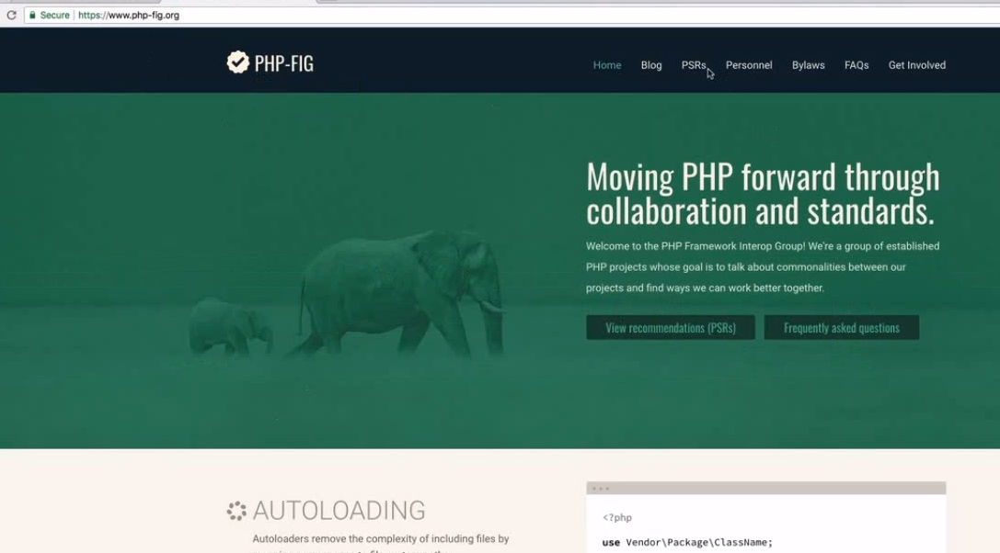 Secure | https://www.php-fig.org
PHP-FIG
Home Blog PSRs Personnel Bylaws FAQs Get Involved
Moving PHP forward through
collaboration and standards.
Welcome to the PHP Framework Interop Group! We're a group of established
PHP projects whose goal is to talk about commonalities between our
projects and find ways we can work better together.
View recommendations (PSRs) Frequently asked questions
AUTOLOADING
Autoloaders remove the complexity of including files by
<?php
use Vendor\Package\ClassName;